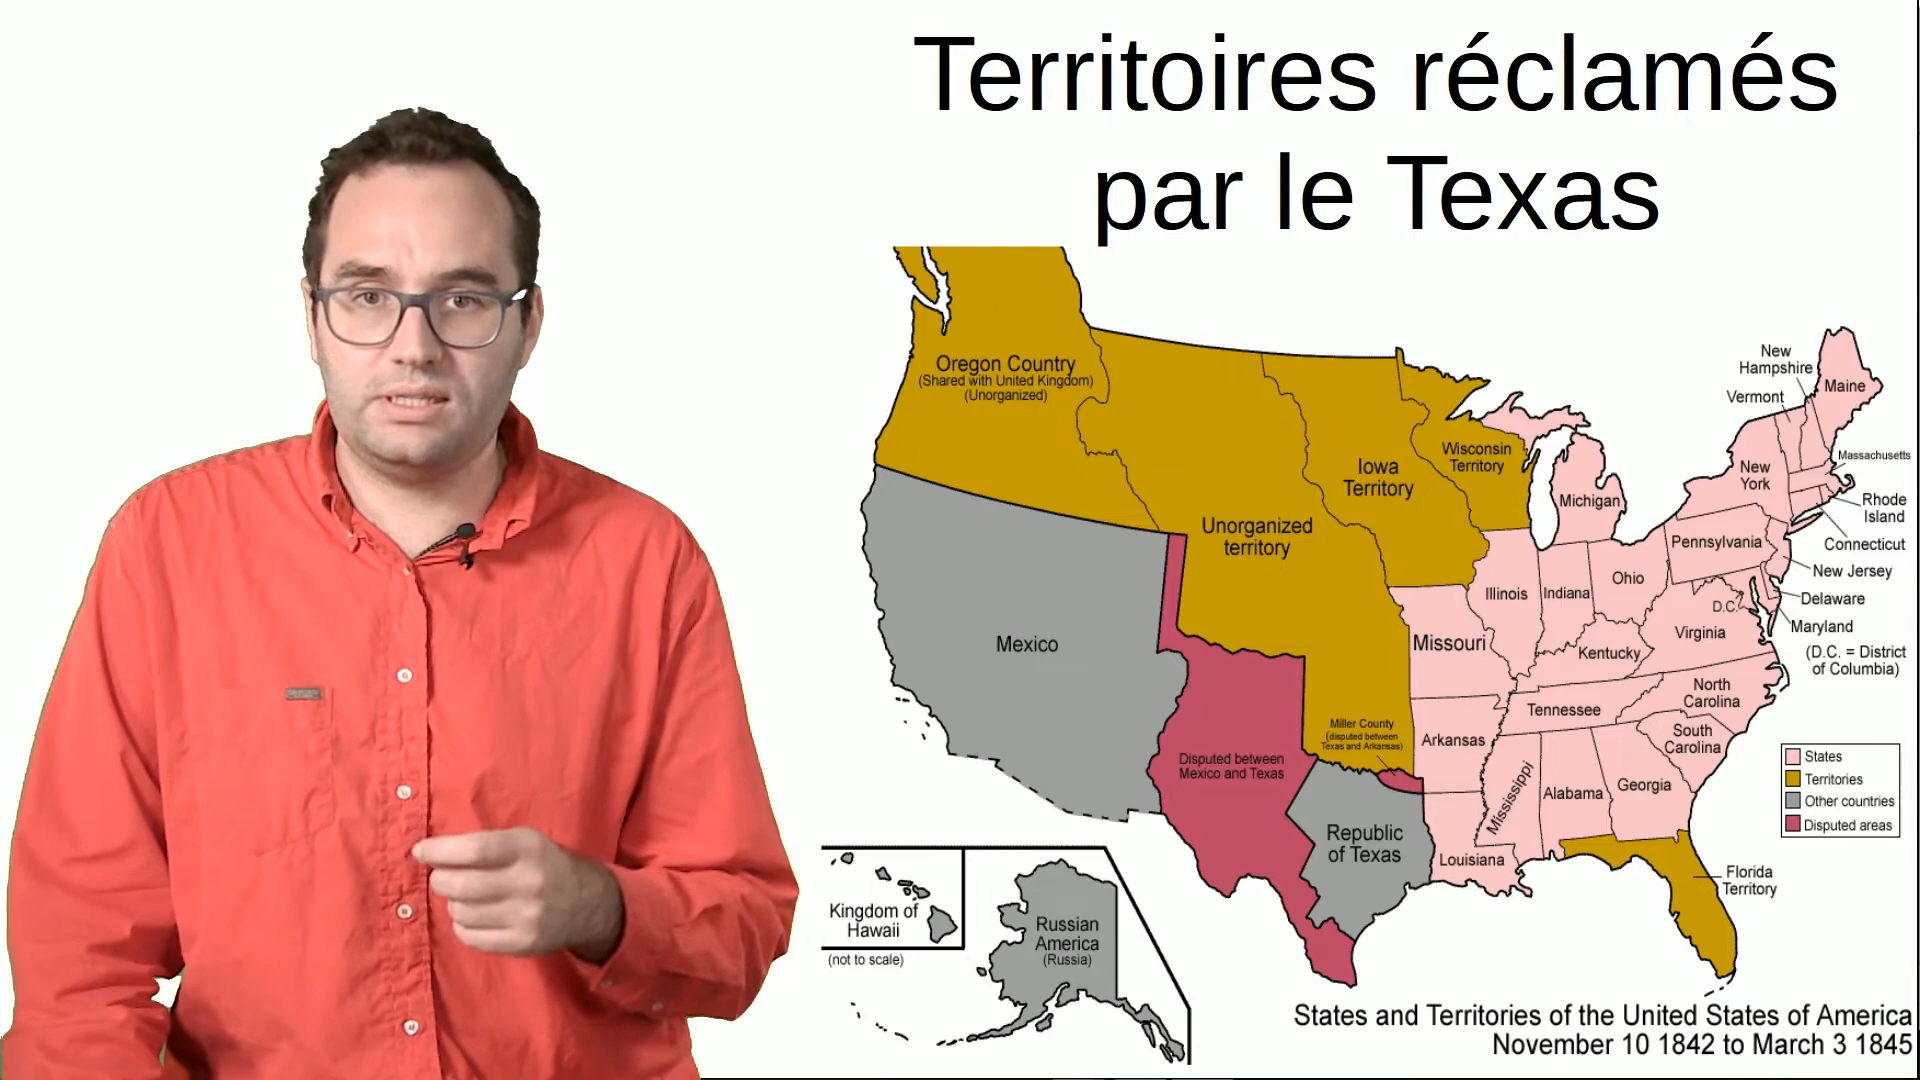 Territoires réclamés
par le Texas
Oregon Country
(Shared with United Kingdom)
(Unorganized)
Unorganized
territory
Iowa
Territory
Wisconsin
Territory
Michigan
New
Hampshire
Vermont
Maine
Massachusetts
New
York
Rhode
Island
Connecticut
Pennsylvania
New Jersey
Delaware
Maryland
(D.C. = District
of Columbia)
D.C.
Ohio
Indiana
Illinois
Virginia
Kentucky
Missouri
North
Carolina
Tennessee
South
Carolina
Arkansas
Mississippi
Alabama
Georgia
Louisiana
Florida
Territory
Mexico
Disputed between
Mexico and Texas
Miller County
(disputed between
Texas and Arkansas)
Republic
of Texas
States
Territories
Other countries
Disputed areas
Kingdom of
Hawaii
(not to scale)
Russian
America
(Russia)
States and Territories of the United States of America
November 10 1842 to March 3 1845